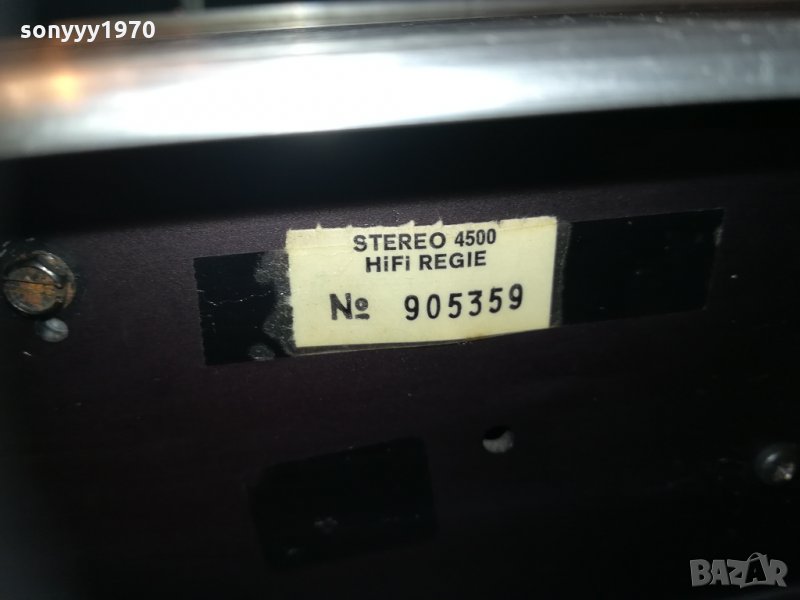 sonyyy1970
STEREO 4500
HiFi REGIE
№ 905359
BAZAR